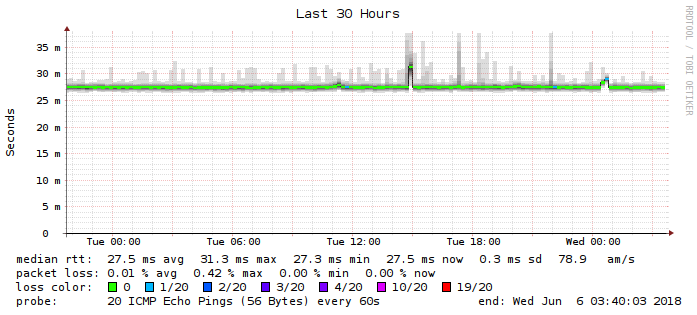 Last 30 Hours
RRDTOOL / TOBI OETIKER
Seconds
35 m
30 m
25 m
20 m
15 m
10 m
5 m
0
Tue 00:00 Tue 06:00 Tue 12:00 Tue 18:00 Wed 00:00
median rtt: 27.5 ms avg 31.3 ms max 27.3 ms min 27.5 ms now 0.3 ms sd 78.9 am/s
packet loss: 0.01 % avg 0.42 % max 0.00 % min 0.00 % now
loss color: 0 1/20 2/20 3/20 4/20 10/20 19/20
probe: 20 ICMP Echo Pings (56 Bytes) every 60s end: Wed Jun 6 03:40:03 2018